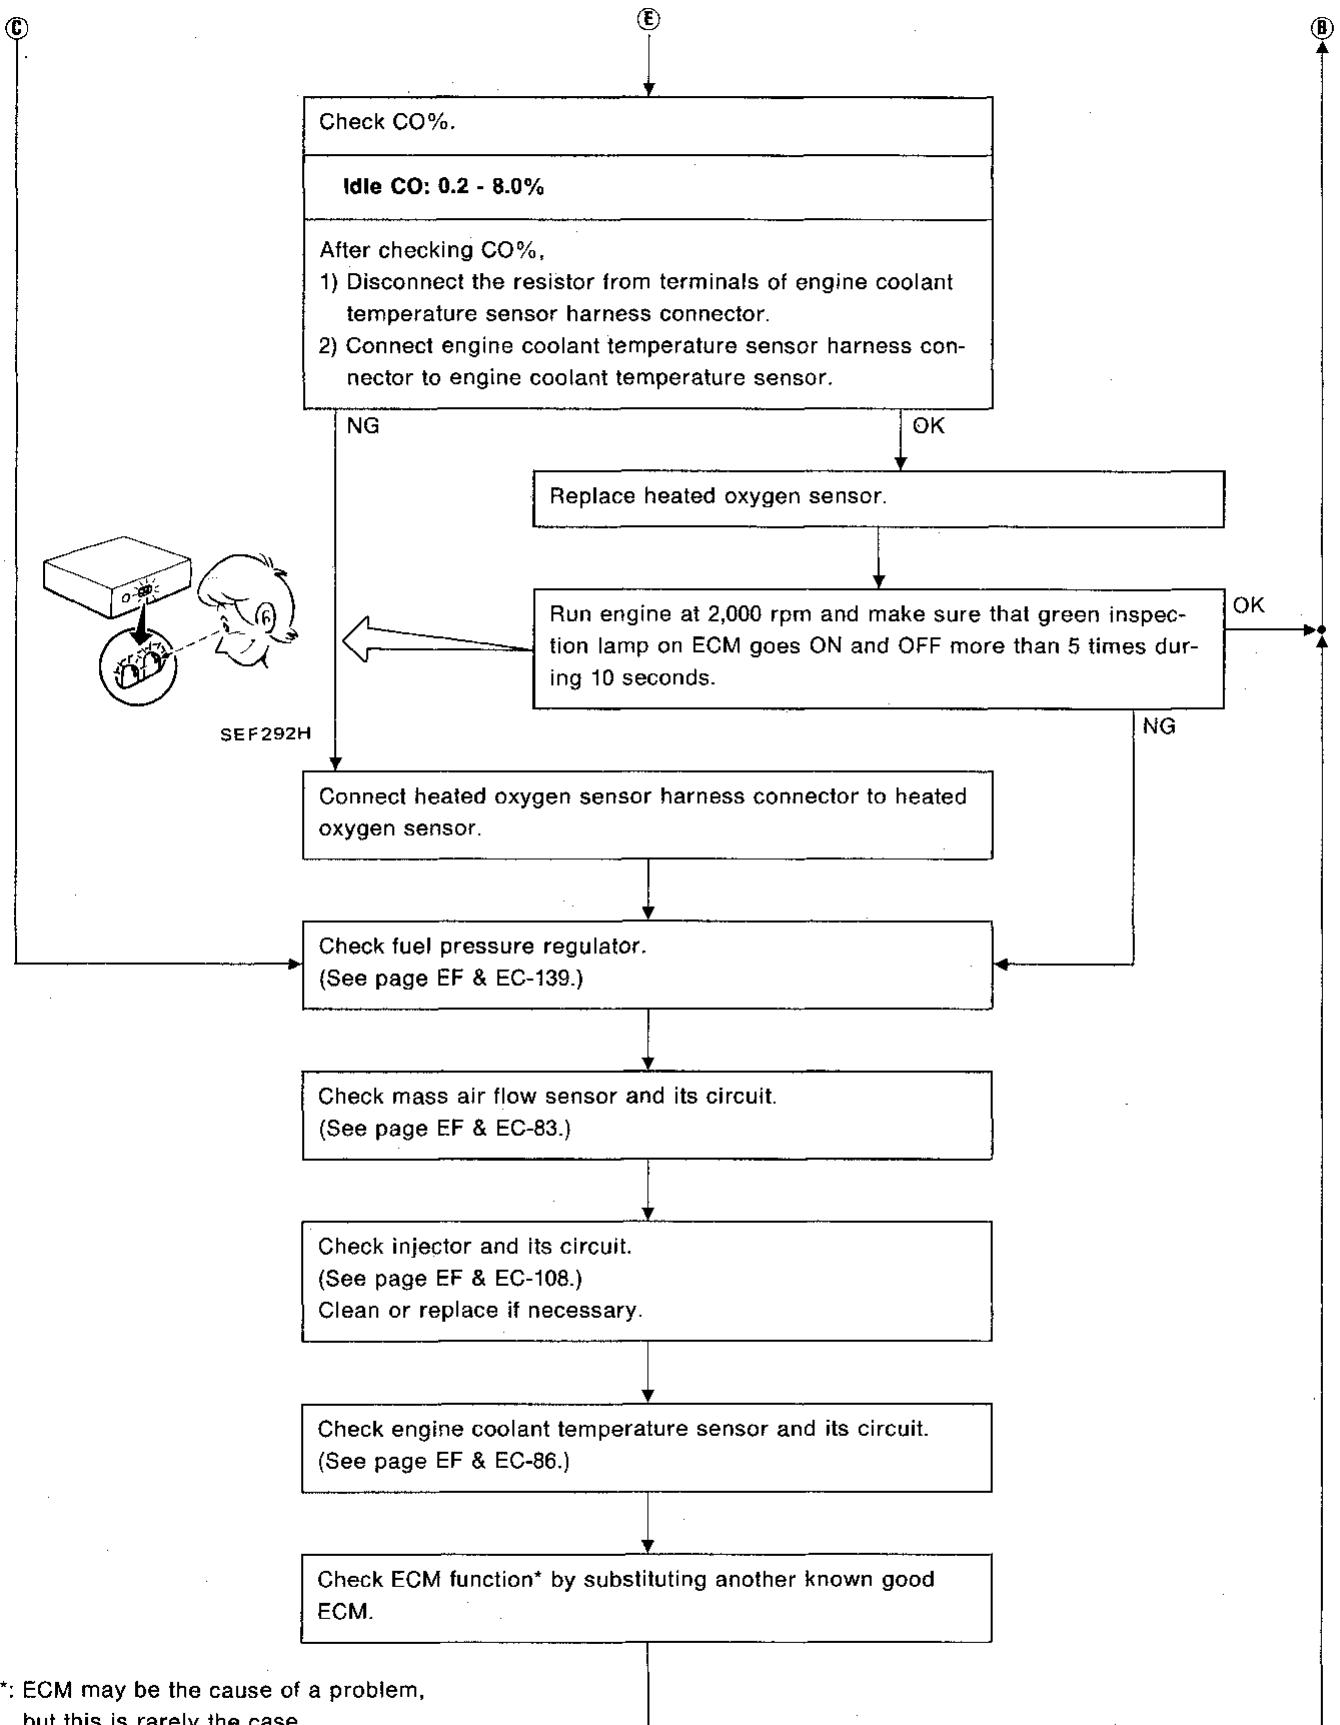 C
E
B
Check CO%.
Idle CO: 0.2 - 8.0%
After checking CO%,
1) Disconnect the resistor from terminals of engine coolant
temperature sensor harness connector.
2) Connect engine coolant temperature sensor harness con-
nector to engine coolant temperature sensor.
NG
OK
Replace heated oxygen sensor.
Run engine at 2,000 rpm and make sure that green inspec-
tion lamp on ECM goes ON and OFF more than 5 times dur-
ing 10 seconds.
OK
NG
SEF292H
Connect heated oxygen sensor harness connector to heated
oxygen sensor.
Check fuel pressure regulator.
(See page EF & EC-139.)
Check mass air flow sensor and its circuit.
(See page EF & EC-83.)
Check injector and its circuit.
(See page EF & EC-108.)
Clean or replace if necessary.
Check engine coolant temperature sensor and its circuit.
(See page EF & EC-86.)
Check ECM function* by substituting another known good
ECM.
*: ECM may be the cause of a problem,
but this is rarely the case